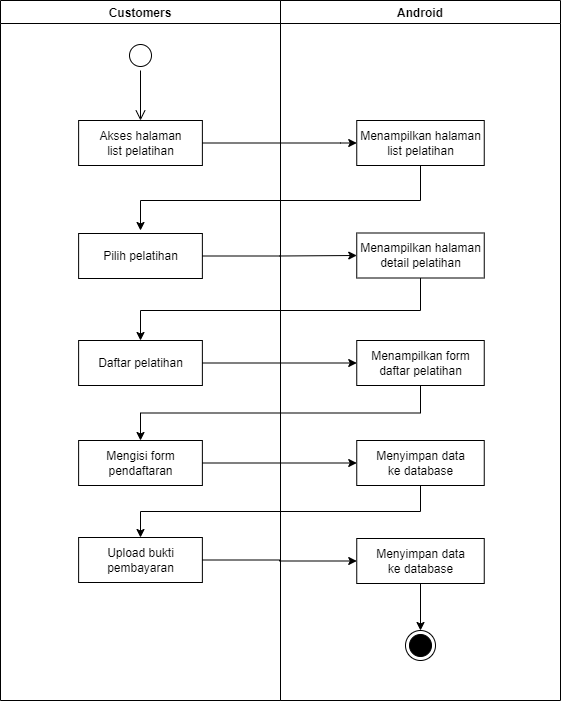 Customers
Android
Akses halaman
list pelatihan
Menampilkan halaman
list pelatihan
Pilih pelatihan
Menampilkan halaman
detail pelatihan
Daftar pelatihan
Menampilkan form
daftar pelatihan
Mengisi form
pendaftaran
Menyimpan data
ke database
Upload bukti
pembayaran
Menyimpan data
ke database